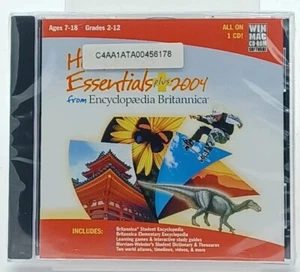 Ages 7-18 Grades 2-12
ALL ON
1 CD!
WIN
MAC
CD-ROM
SOFTWARE
C4AA1ATA00456178
Essentials plus 2004
from Encyclopædia Britannica®
INCLUDES:
Britannica® Student Encyclopedia
Britannica Elementary Encyclopedia
Learning games & interactive study guides
Merriam-Webster's Student Dictionary & Thesaurus
Two world atlases, timelines, videos, & more